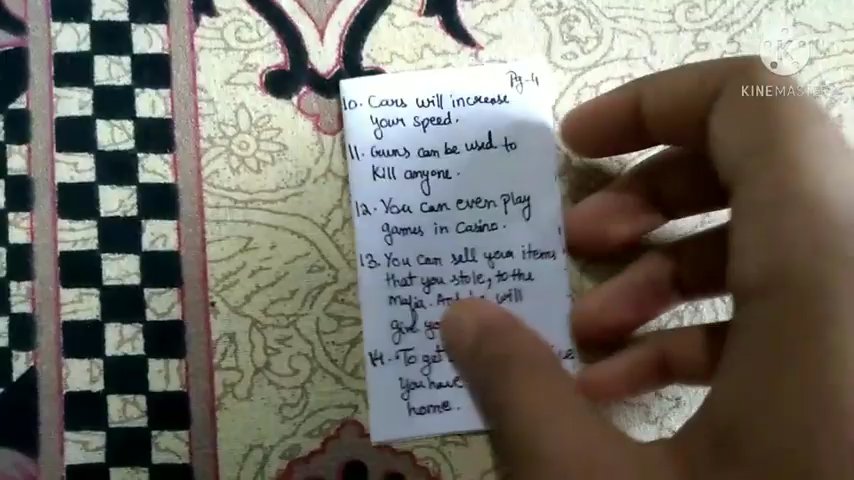 Pg-4
10. Cars will increase
your speed.
11. Guns can be used to
kill anyone.
12. You can even play
games in Casino.
13. You can sell your items
that you stole, to the
mafia. will
give
14. To get
you have
home.
KINEMASTER